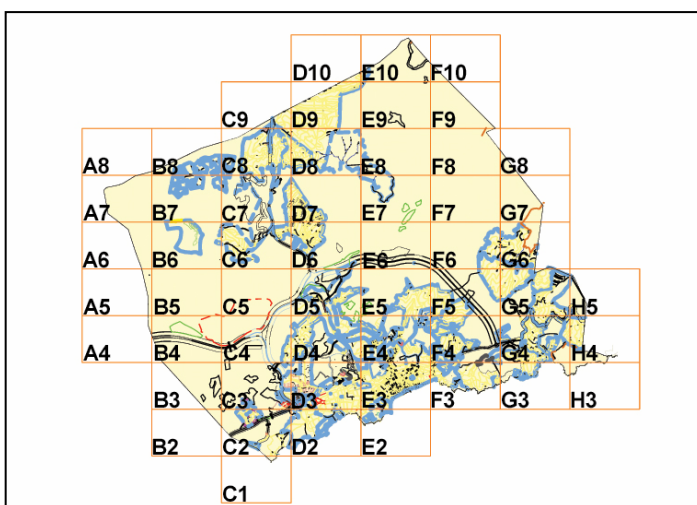 D10 E10 F10
C9 D9 E9 F9
A8 B8 C8 D8 E8 F8 G8
A7 B7 C7 D7 E7 F7 G7
A6 B6 C6 D6 E6 F6 G6
A5 B5 C5 D5 E5 F5 G5 H5
A4 B4 C4 D4 E4 F4 G4 H4
B3 C3 D3 E3 F3 G3 H3
B2 C2 D2 E2
C1